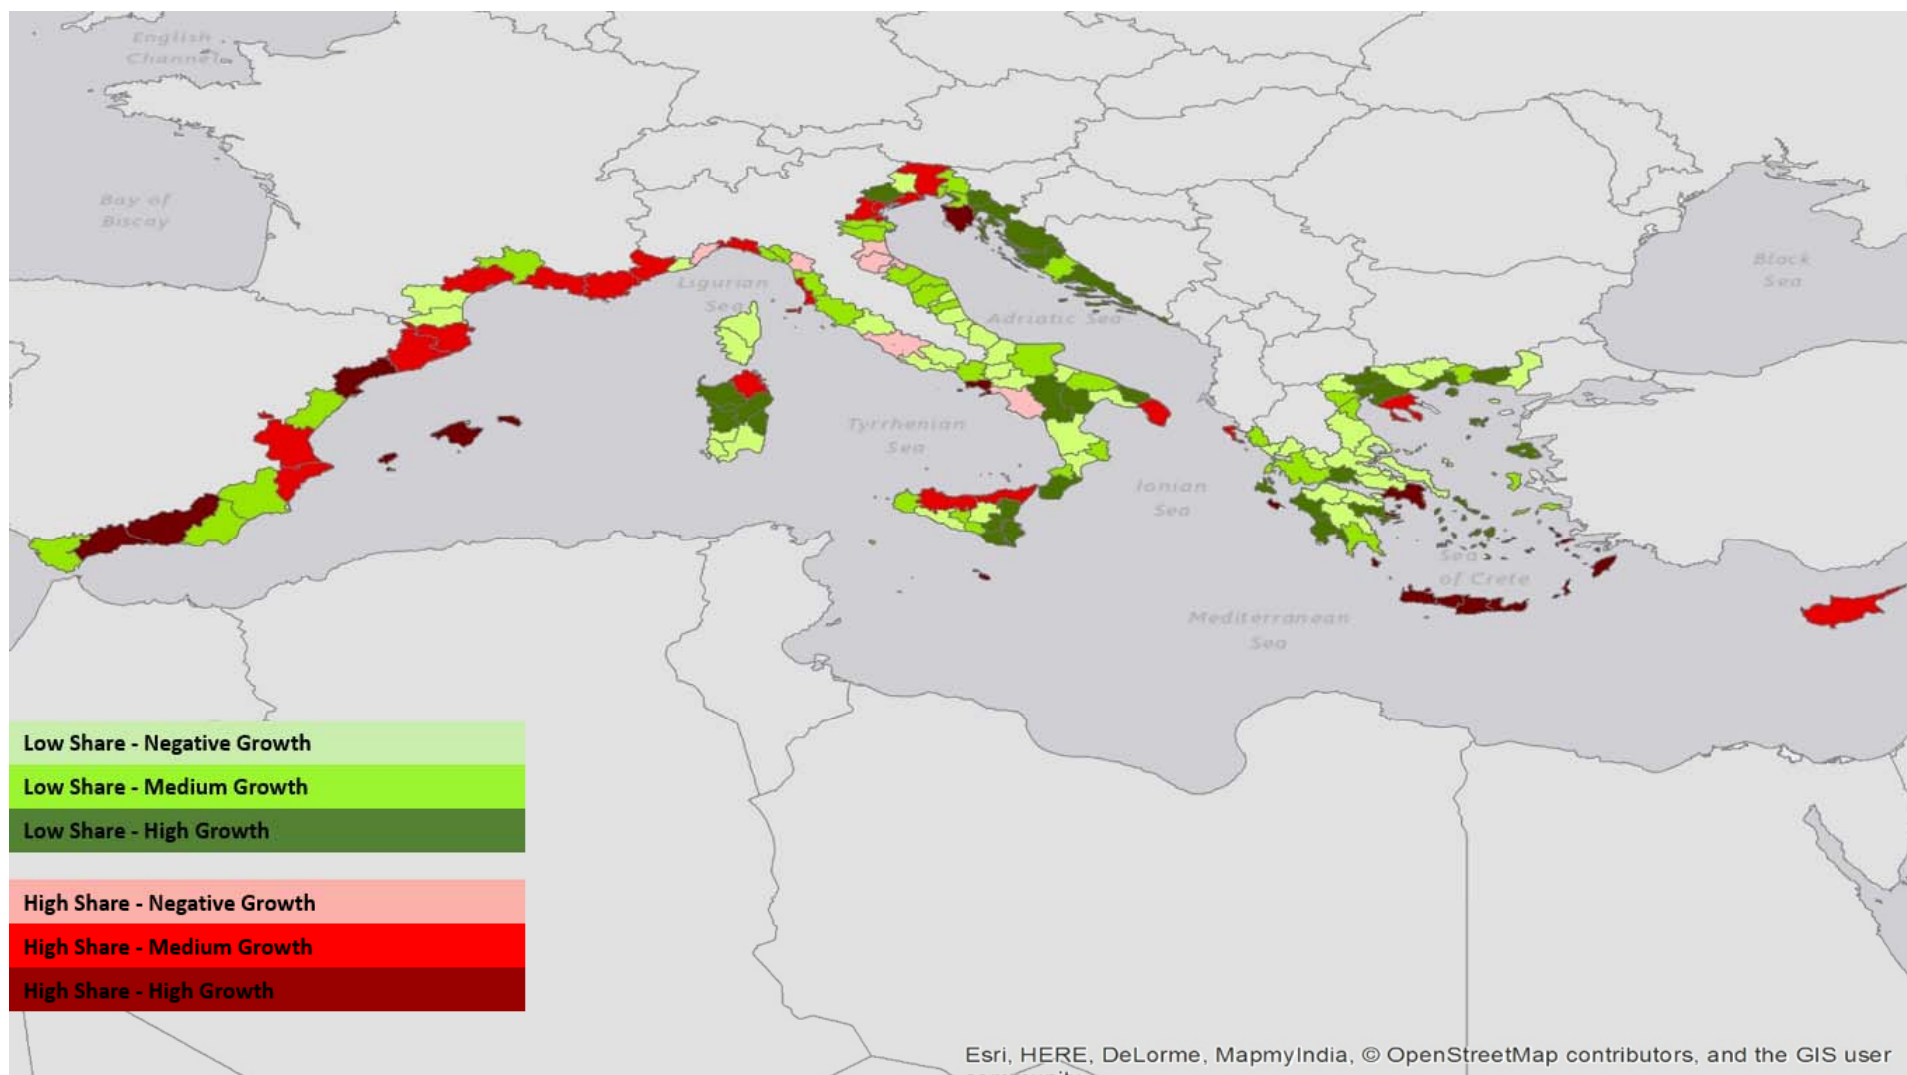 English
Channel
Bay of
Biscay
Black
Sea
Ligurian
Sea
Adriatic Sea
Tyrrhenian
Sea
Ionian
Sea
Sea
of Crete
Mediterranean
Sea
Low Share - Negative Growth
Low Share - Medium Growth
Low Share - High Growth
High Share - Negative Growth
High Share - Medium Growth
High Share - High Growth
Esri, HERE, DeLorme, MapmyIndia, © OpenStreetMap contributors, and the GIS user